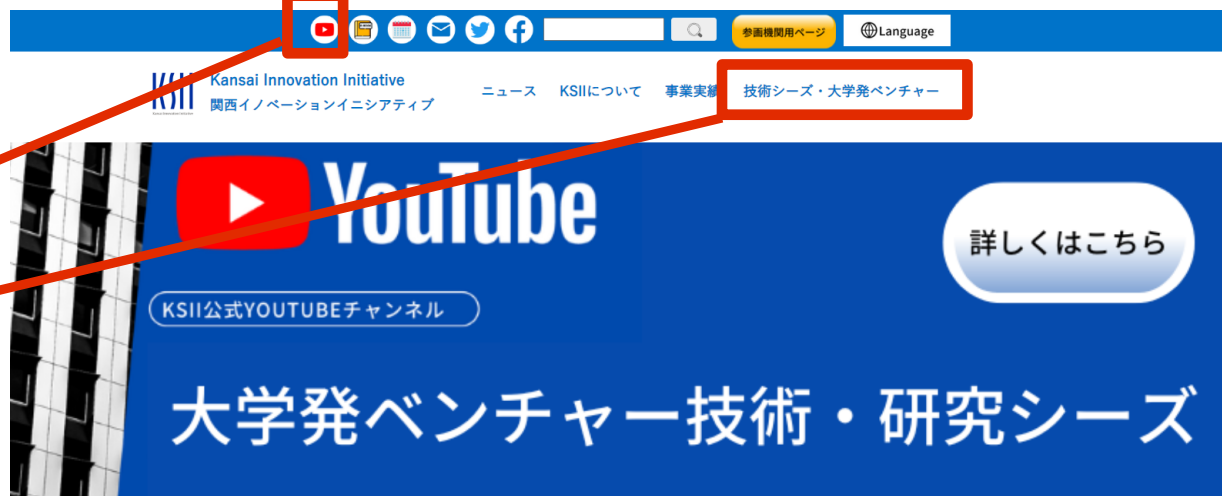 参画機関用ページ
Language
KSII
Kansai Innovation Initiative
関西イノベーションイニシアティブ
ニュース KSIIについて 事業実績 技術シーズ・大学発ベンチャー
YouTube
詳しくはこちら
KSII公式YOUTUBEチャンネル
大学発ベンチャー技術・研究シーズ